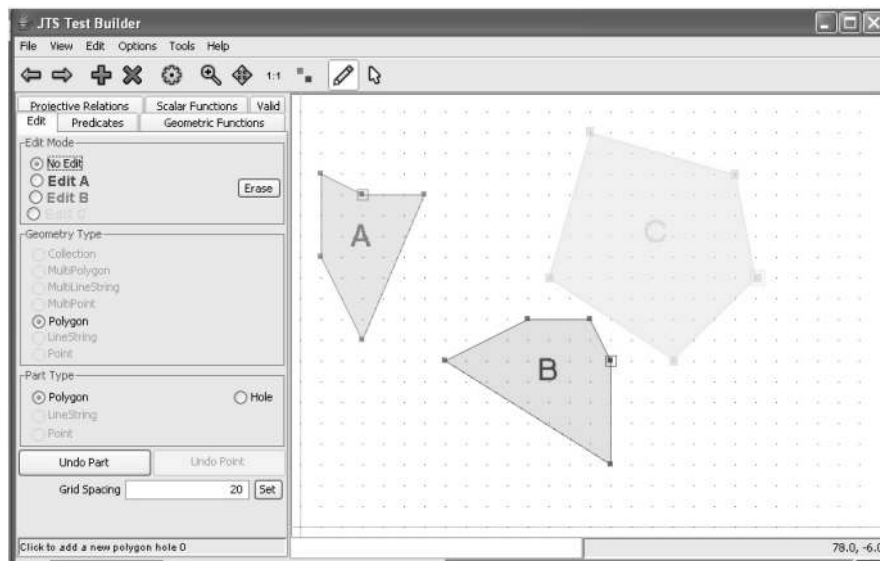 JTS Test Builder
File View Edit Options Tools Help
1:1
Projective Relations Scalar Functions Valid
Edit Predicates Geometric Functions
Edit Mode
No Edit
Edit A
Edit B
Edit C
Erase
Geometry Type
Collection
MultiPolygon
MultiLineString
MultiPoint
Polygon
LineString
Point
Part Type
Polygon Hole
LineString
Point
Undo Part Undo Point
Grid Spacing 20 Set
Click to add a new polygon hole 0
A
B
C
78.0, -6.0